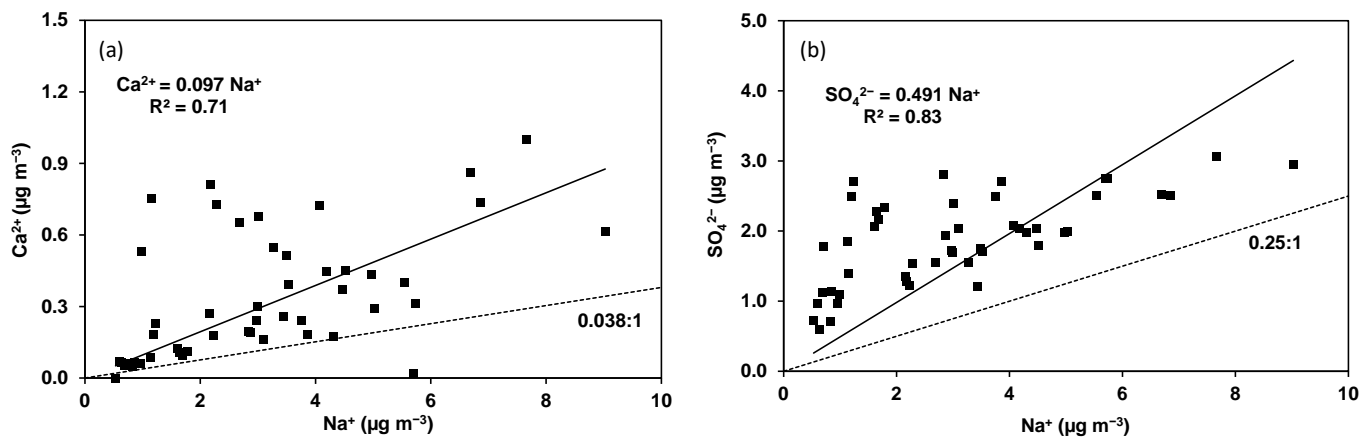 (a)
Ca²⁺ = 0.097 Na⁺
R² = 0.71
1.5
1.2
0.9
0.6
0.3
0.0
Ca²⁺ (µg m⁻³)
0.038:1
0
2
4
6
8
10
Na⁺ (µg m⁻³)
(b)
SO₄²⁻ = 0.491 Na⁺
R² = 0.83
5.0
4.0
3.0
2.0
1.0
0.0
SO₄²⁻ (µg m⁻³)
0.25:1
0
2
4
6
8
10
Na⁺ (µg m⁻³)